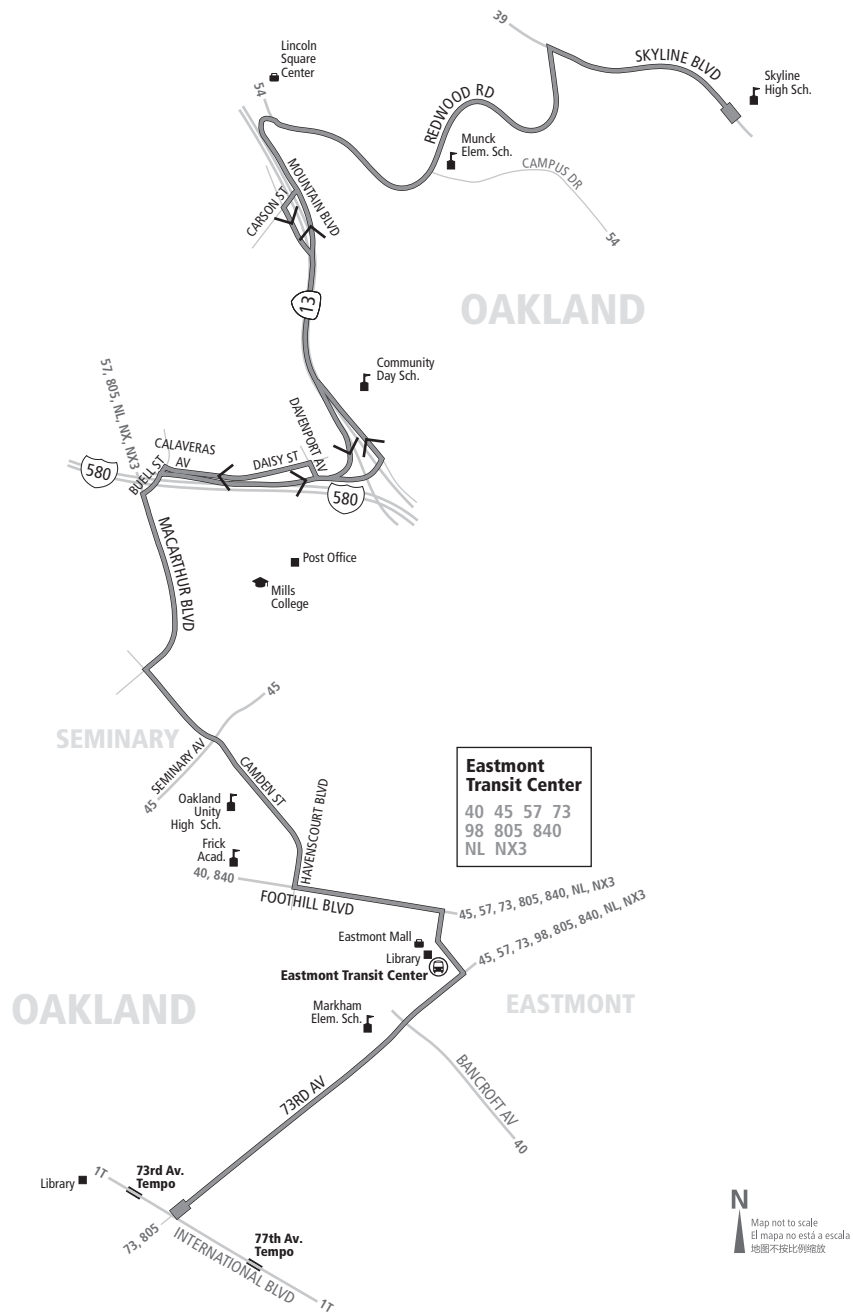 39
SKYLINE BLVD
Skyline
High Sch.
Lincoln
Square
Center
54
REDWOOD RD
Munck
Elem. Sch.
CAMPUS DR
54
MOUNTAIN BLVD
CARSON ST
13
OAKLAND
Community
Day Sch.
57, 805, NL, NX, NX3
CALAVERAS
AV
DAISY ST
DAVENPORT AV
BUELL ST
580
580
MACARTHUR BLVD
Post Office
Mills
College
45
SEMINARY
SEMINARY AV
45
CAMDEN ST
Oakland
Unity
High Sch.
Frick
Acad.
HAVENSCOURT BLVD
40, 840
FOOTHILL BLVD
Eastmont
Transit Center
40 45 57 73
98 805 840
NL NX3
45, 57, 73, 805, 840, NL, NX3
45, 57, 73, 98, 805, 840, NL, NX3
Eastmont Mall
Library
Eastmont Transit Center
OAKLAND
EASTMONT
Markham
Elem. Sch.
BANCROFT AV
40
73RD AV
Library
1T
73rd Av.
Tempo
73, 805
INTERNATIONAL BLVD
77th Av.
Tempo
1T
N
Map not to scale
El mapa no está a escala
地图不按比例缩放